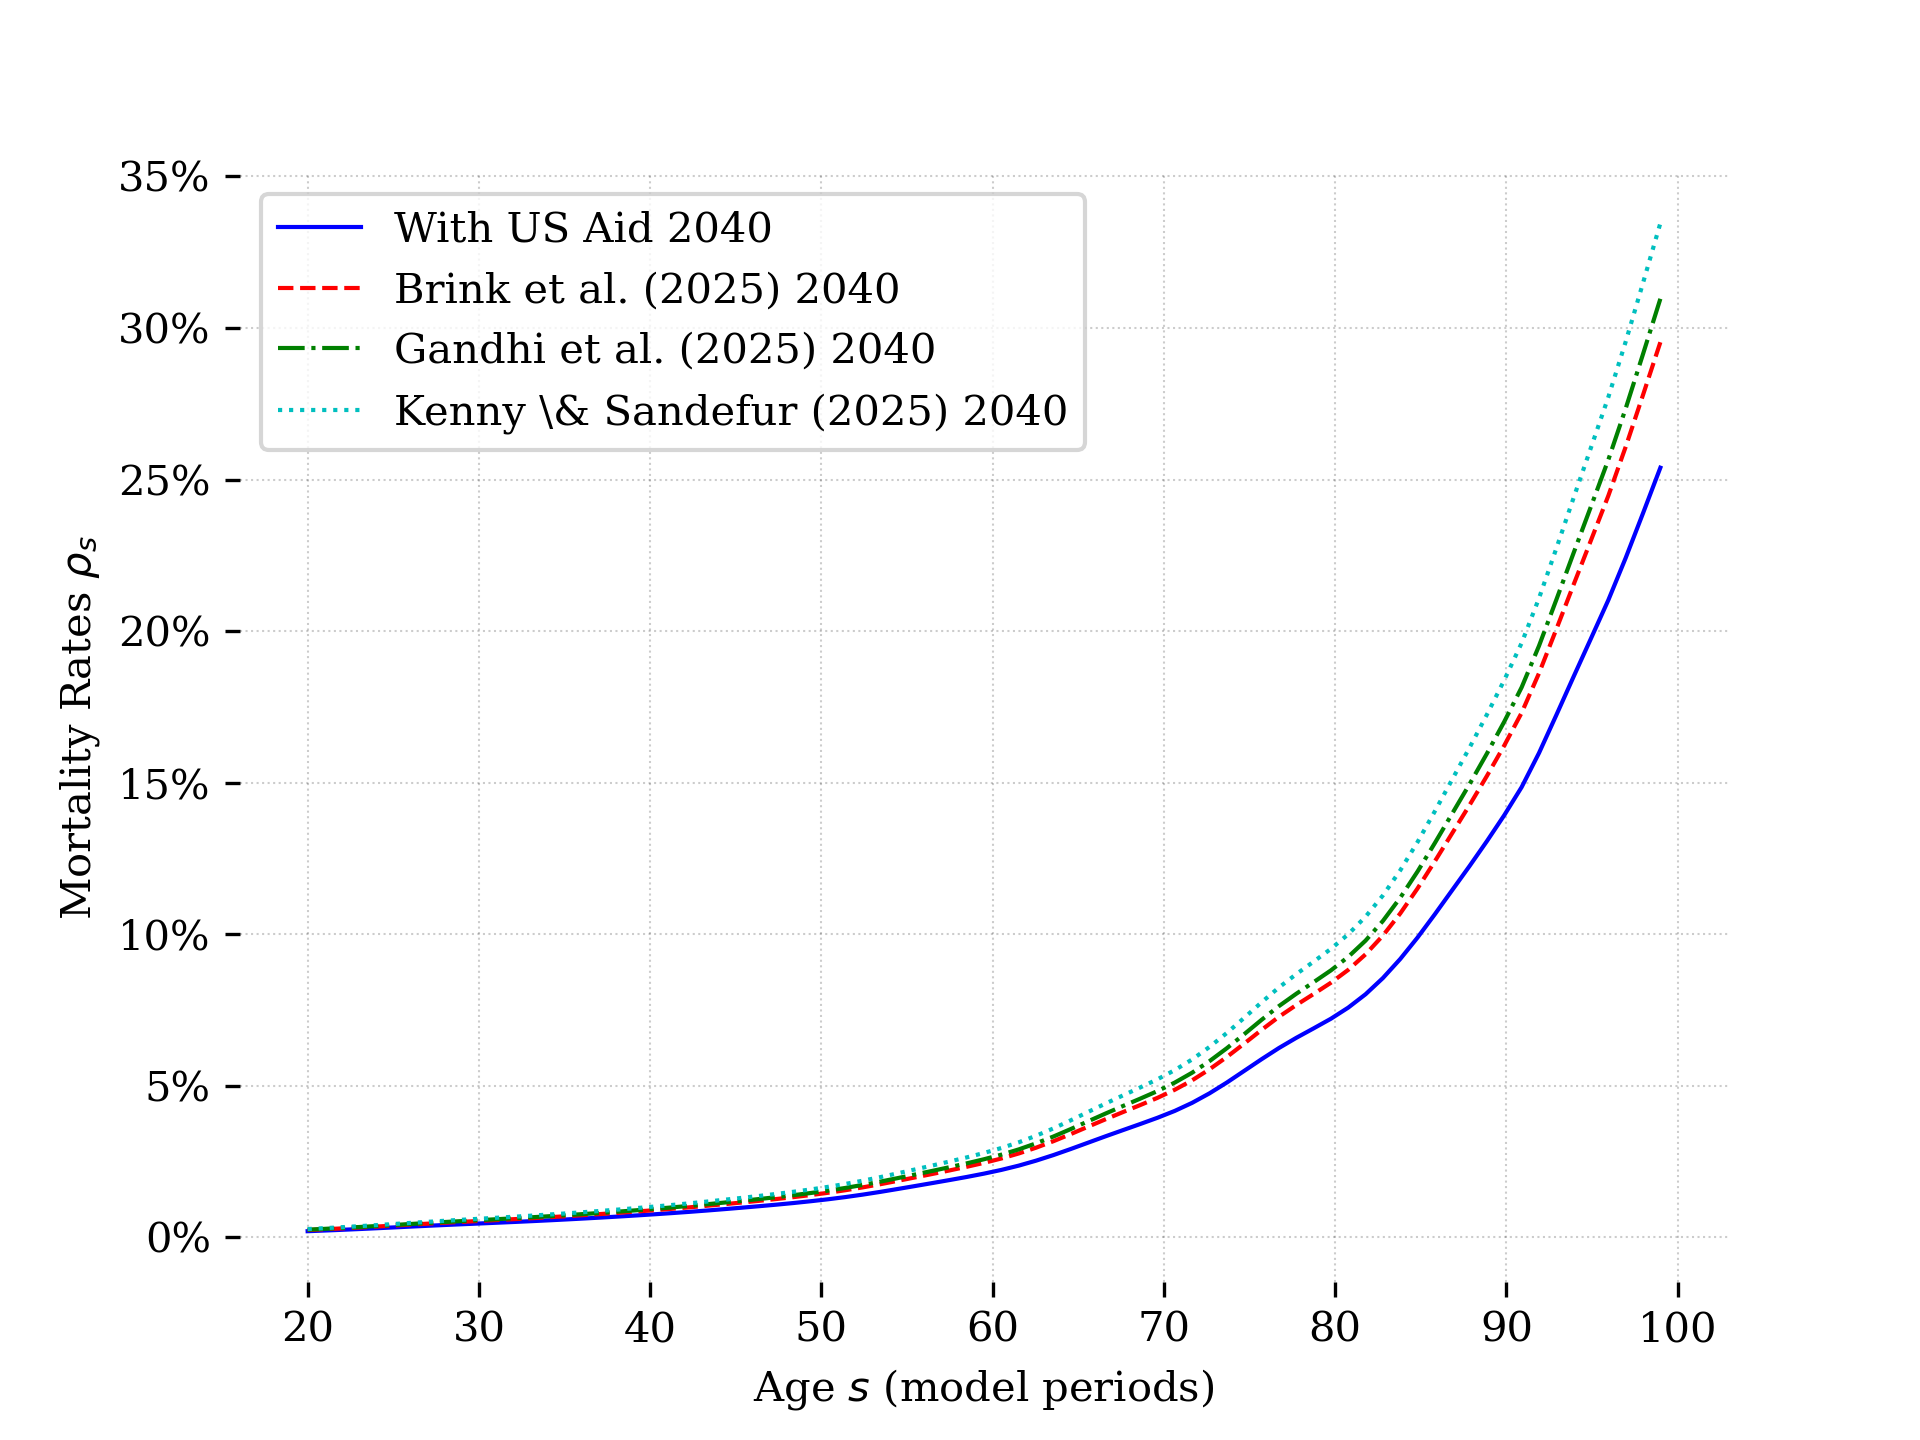 35%
30%
25%
20%
15%
10%
5%
0%
Mortality Rates ρs
With US Aid 2040
Brink et al. (2025) 2040
Gandhi et al. (2025) 2040
Kenny \& Sandefur (2025) 2040
20 30 40 50 60 70 80 90 100
Age s (model periods)